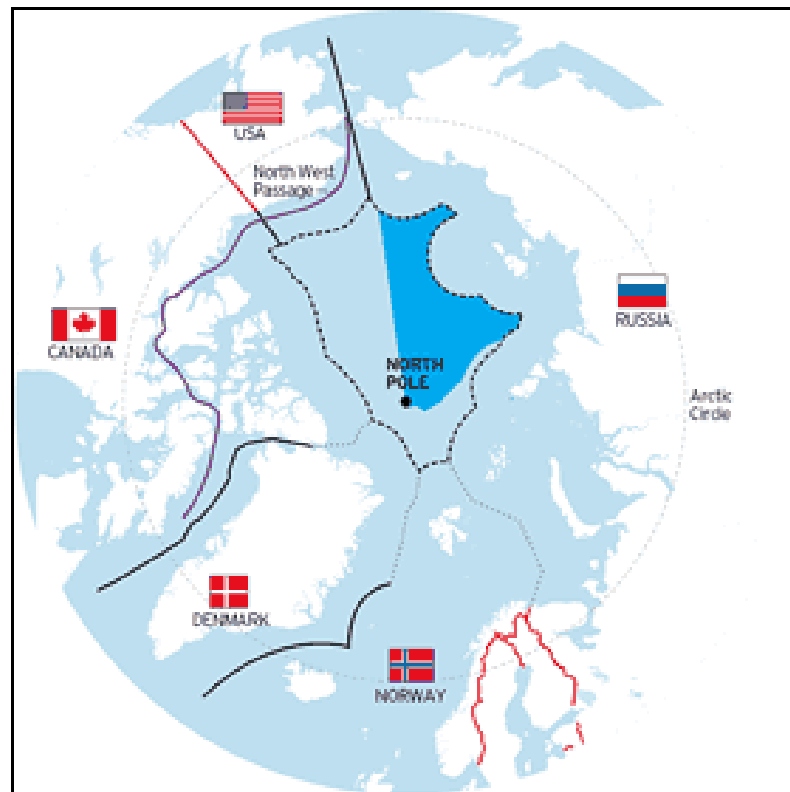 USA
North West
Passage
RUSSIA
CANADA
NORTH
POLE
Arctic
Circle
DENMARK
NORWAY